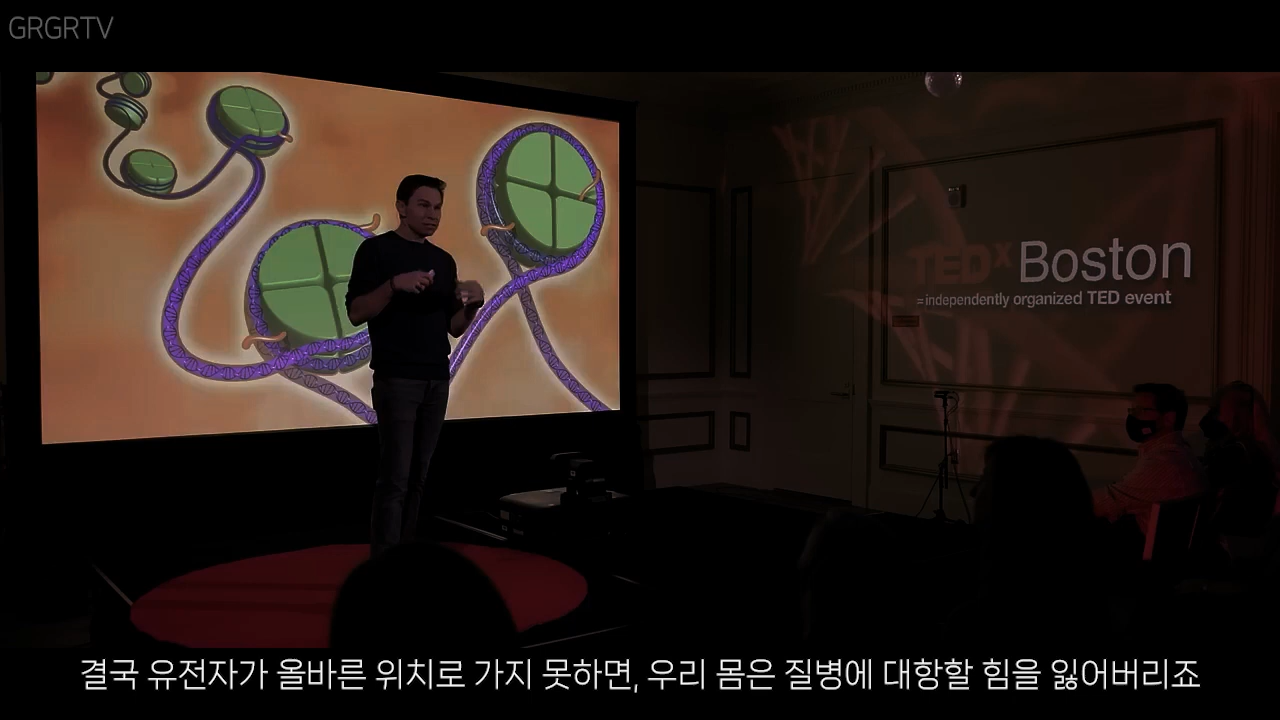 GRGRTV
TEDx Boston
=independently organized TED event
결국 유전자가 올바른 위치로 가지 못하면, 우리 몸은 질병에 대항할 힘을 잃어버리죠